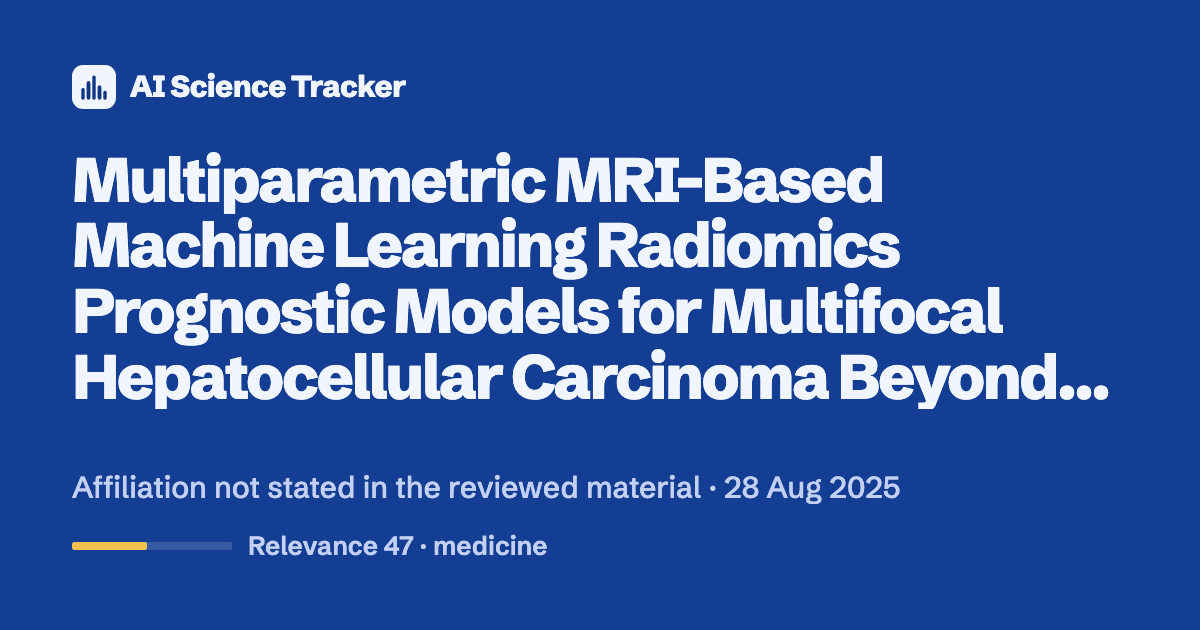 AI Science Tracker
Multiparametric MRI-Based
Machine Learning Radiomics
Prognostic Models for Multifocal
Hepatocellular Carcinoma Beyond...
Affiliation not stated in the reviewed material · 28 Aug 2025
Relevance 47 · medicine